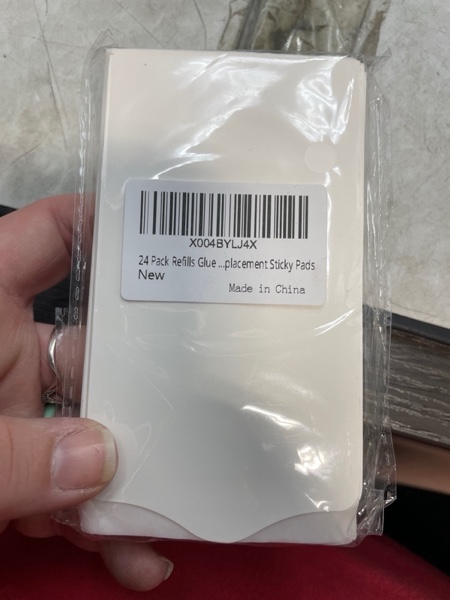 X004BYLJ4X
24 Pack Refills Glue ...placement Sticky Pads
New
Made in China